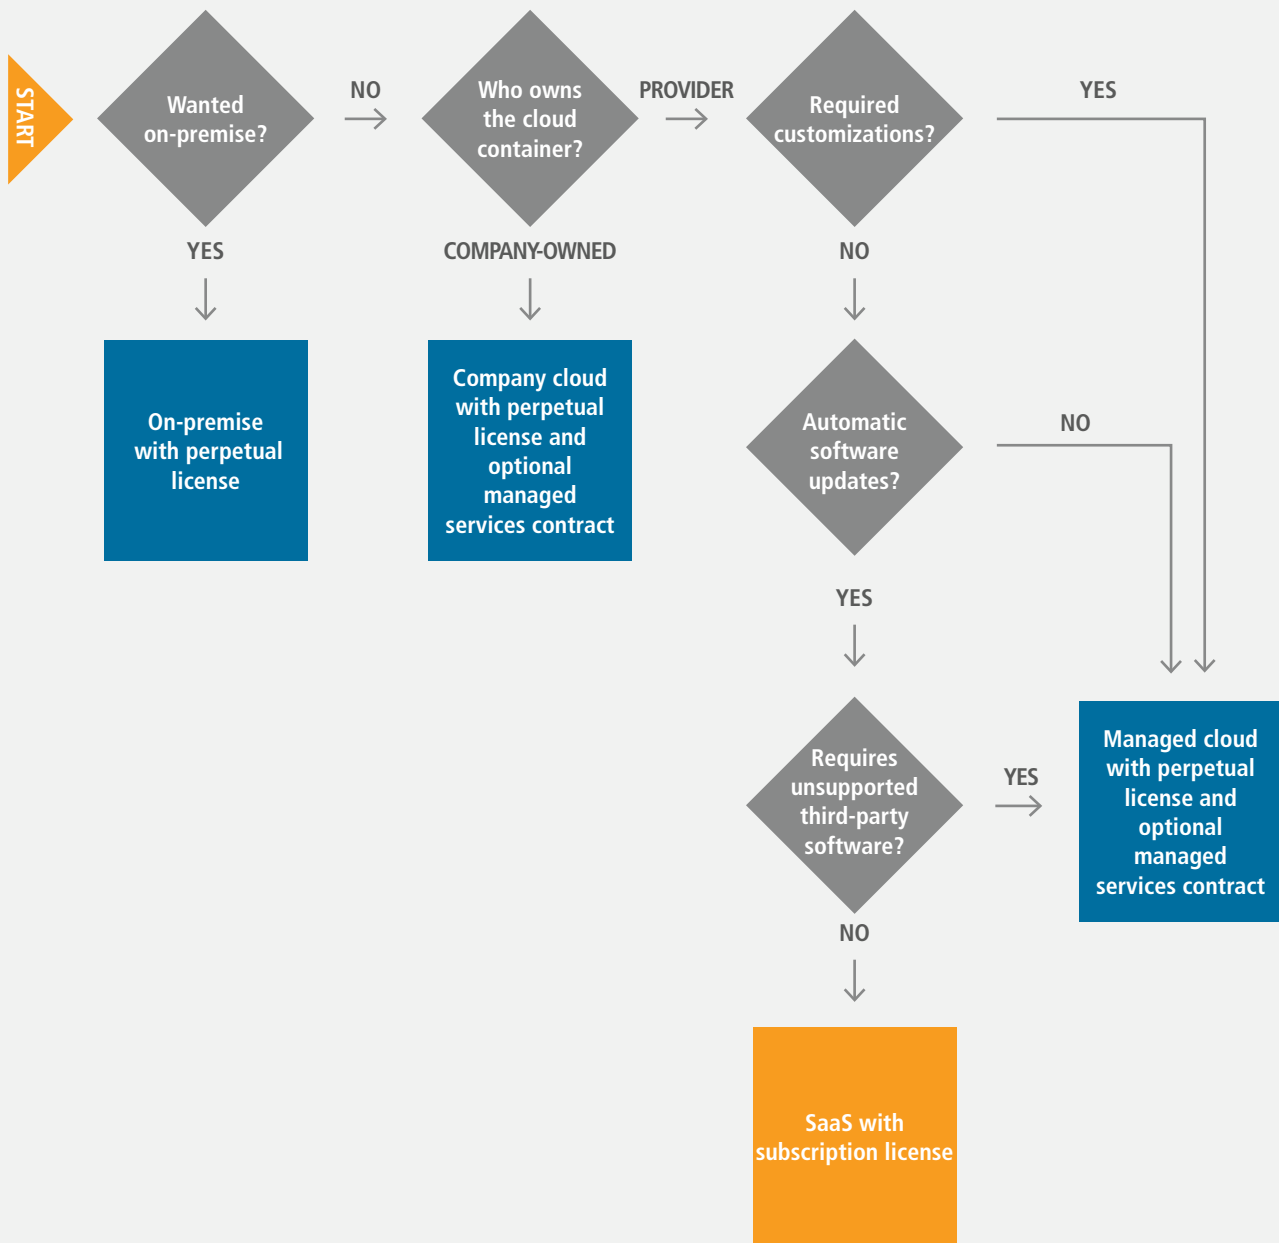 START
Wanted
on-premise?
NO
Who owns
the cloud
container?
PROVIDER
Required
customizations?
YES
YES
COMPANY-OWNED
NO
On-premise
with perpetual
license
Company cloud
with perpetual
license and
optional
managed
services contract
Automatic
software
updates?
NO
YES
Requires
unsupported
third-party
software?
YES
Managed cloud
with perpetual
license and
optional
managed
services contract
NO
SaaS with
subscription license